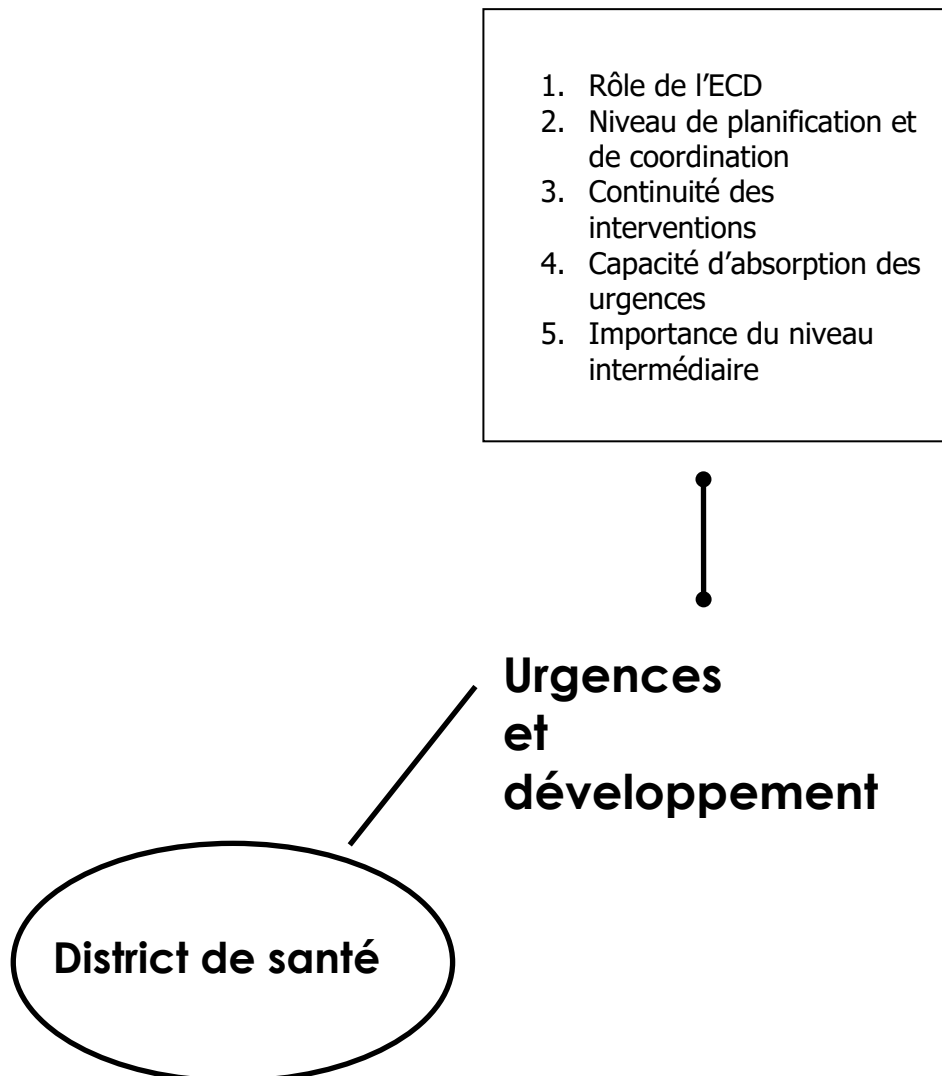 1. Rôle de l’ECD
2. Niveau de planification et
de coordination
3. Continuité des
interventions
4. Capacité d’absorption des
urgences
5. Importance du niveau
intermédiaire
Urgences
et
développement
District de santé